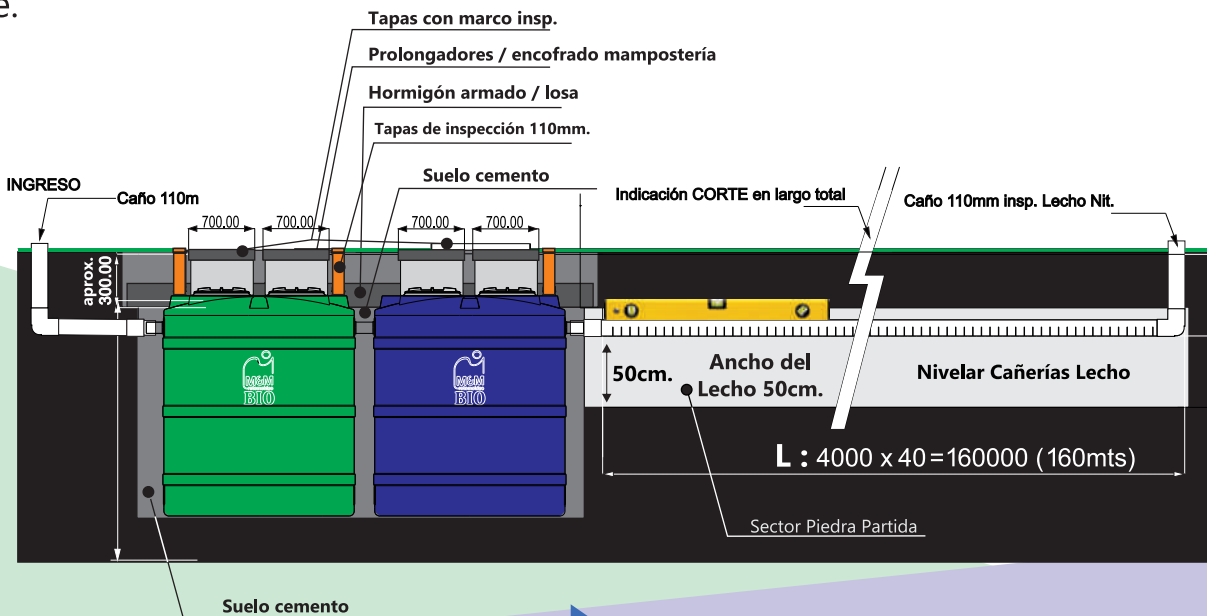 e.
Tapas con marco insp.
Prolongadores / encofrado mampostería
Hormigón armado / losa
Tapas de inspección 110mm.
Suelo cemento
INGRESO
Caño 110m
Indicación CORTE en largo total
Caño 110mm insp. Lecho Nit.
700.00
700.00
700.00
700.00
aprox.
300.00
M&M
BIO
M&M
BIO
50cm.
Ancho del
Lecho 50cm.
Nivelar Cañerías Lecho
L : 4000 x 40=160000 (160mts)
Sector Piedra Partida
Suelo cemento